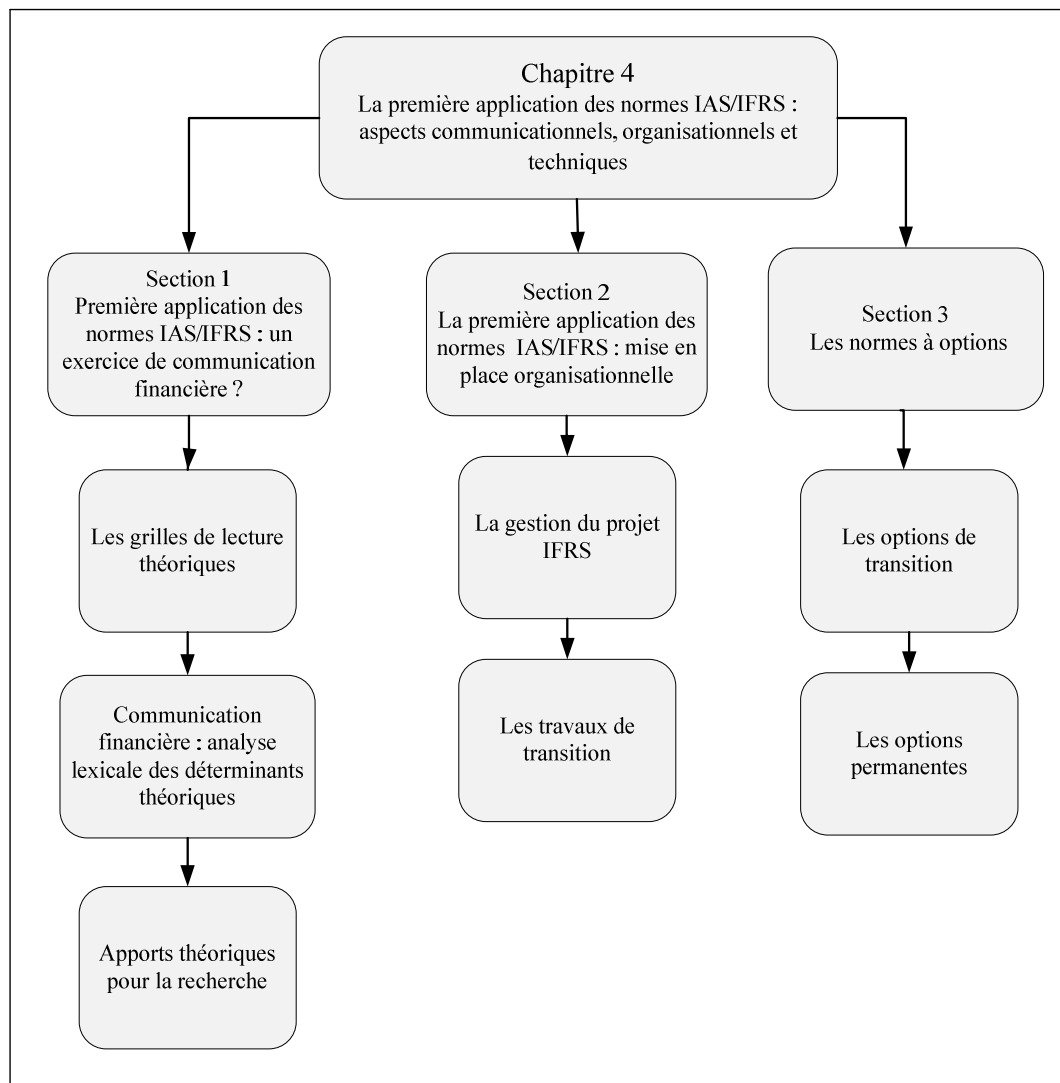 Chapitre 4
La première application des normes IAS/IFRS :
aspects communicationnels, organisationnels et
techniques
Section 1
Première application des
normes IAS/IFRS : un
exercice de communication
financière ?
Les grilles de lecture
théoriques
Communication
financière : analyse
lexicale des déterminants
théoriques
Apports théoriques
pour la recherche
Section 2
La première application des
normes  IAS/IFRS : mise en
place organisationnelle
La gestion du projet
IFRS
Les travaux de
transition
Section 3
Les normes à options
Les options de
transition
Les options
permanentes